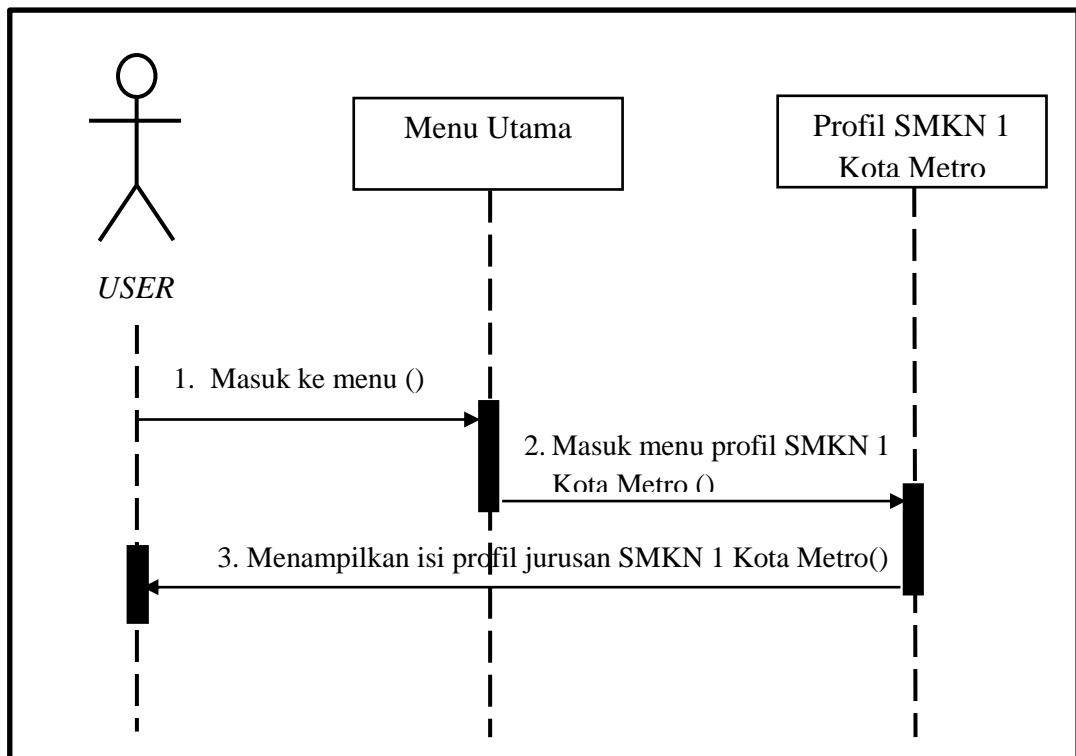 Menu Utama
Profil SMKN 1
Kota Metro
USER
1. Masuk ke menu ()
2. Masuk menu profil SMKN 1
Kota Metro ()
3. Menampilkan isi profil jurusan SMKN 1 Kota Metro()